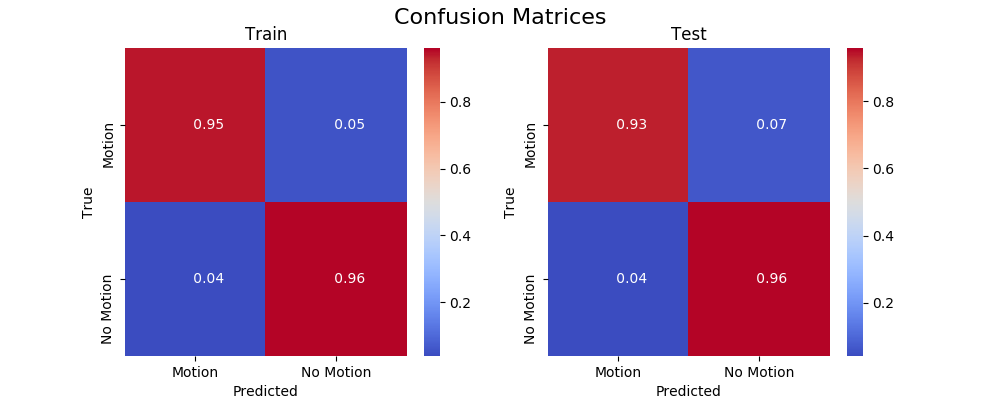 Confusion Matrices
Train
Test
Motion
No Motion
True
0.95
0.05
0.04
0.96
0.8
0.6
0.4
0.2
Motion
No Motion
Predicted
Motion
No Motion
True
0.93
0.07
0.04
0.96
0.8
0.6
0.4
0.2
Motion
No Motion
Predicted